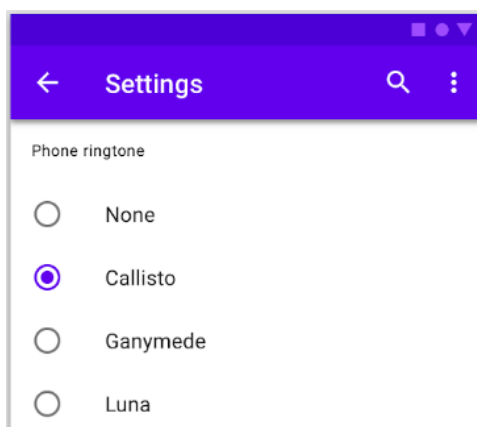 Settings
Phone ringtone
None
Callisto
Ganymede
Luna